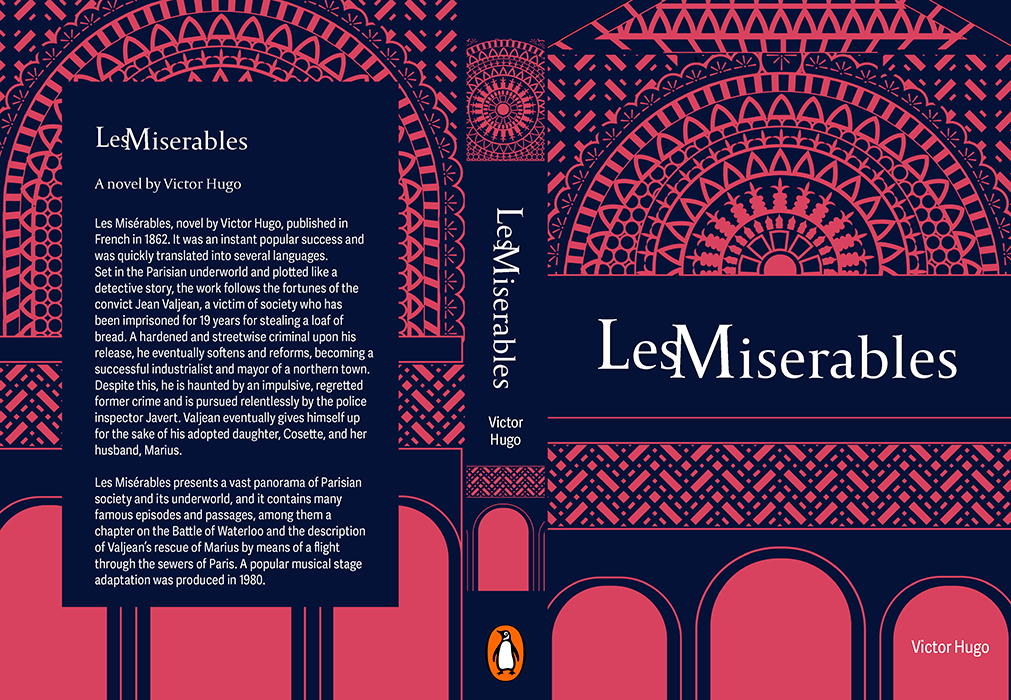 LesMiserables
A novel by Victor Hugo
Les Misérables, novel by Victor Hugo, published in
French in 1862. It was an instant popular success and
was quickly translated into several languages.
Set in the Parisian underworld and plotted like a
detective story, the work follows the fortunes of the
convict Jean Valjean, a victim of society who has
been imprisoned for 19 years for stealing a loaf of
bread. A hardened and streetwise criminal upon his
release, he eventually softens and reforms, becoming a
successful industrialist and mayor of a northern town.
Despite this, he is haunted by an impulsive, regretted
former crime and is pursued relentlessly by the police
inspector Javert. Valjean eventually gives himself up
for the sake of his adopted daughter, Cosette, and her
husband, Marius.
Les Misérables presents a vast panorama of Parisian
society and its underworld, and it contains many
famous episodes and passages, among them a
chapter on the Battle of Waterloo and the description
of Valjean's rescue of Marius by means of a flight
through the sewers of Paris. A popular musical stage
adaptation was produced in 1980.
LesMiserables
Victor
Hugo
LesMiserables
Victor Hugo